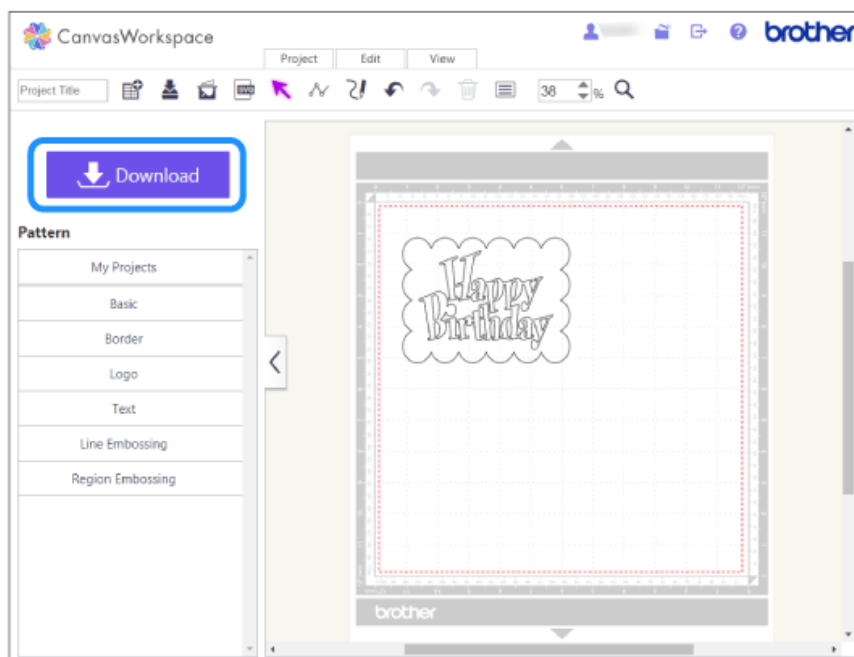 CanvasWorkspace
brother
Project Edit View
Project Title
SVG
38 %
Download
Pattern
My Projects
Basic
Border
Logo
Text
Line Embossing
Region Embossing
Happy
Birthday
brother